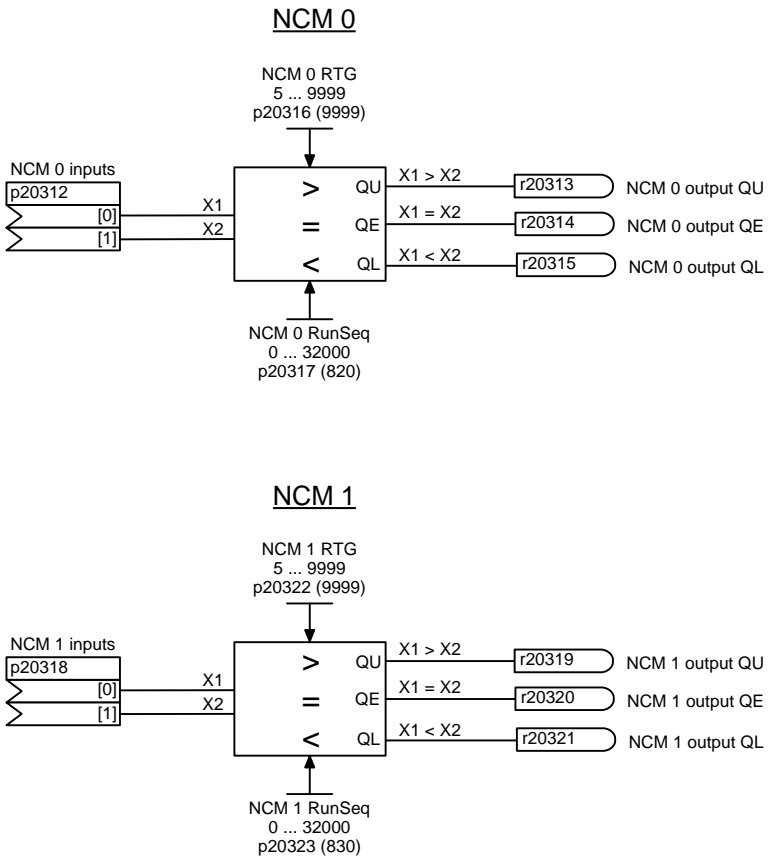 NCM 0
NCM 0 RTG
5 ... 9999
p20316 (9999)
NCM 0 inputs
p20312
[0]
[1]
X1
X2
>
=
<
QU
QE
QL
X1 > X2
X1 = X2
X1 < X2
r20313
r20314
r20315
NCM 0 output QU
NCM 0 output QE
NCM 0 output QL
NCM 0 RunSeq
0 ... 32000
p20317 (820)
NCM 1
NCM 1 RTG
5 ... 9999
p20322 (9999)
NCM 1 inputs
p20318
[0]
[1]
X1
X2
>
=
<
QU
QE
QL
X1 > X2
X1 = X2
X1 < X2
r20319
r20320
r20321
NCM 1 output QU
NCM 1 output QE
NCM 1 output QL
NCM 1 RunSeq
0 ... 32000
p20323 (830)